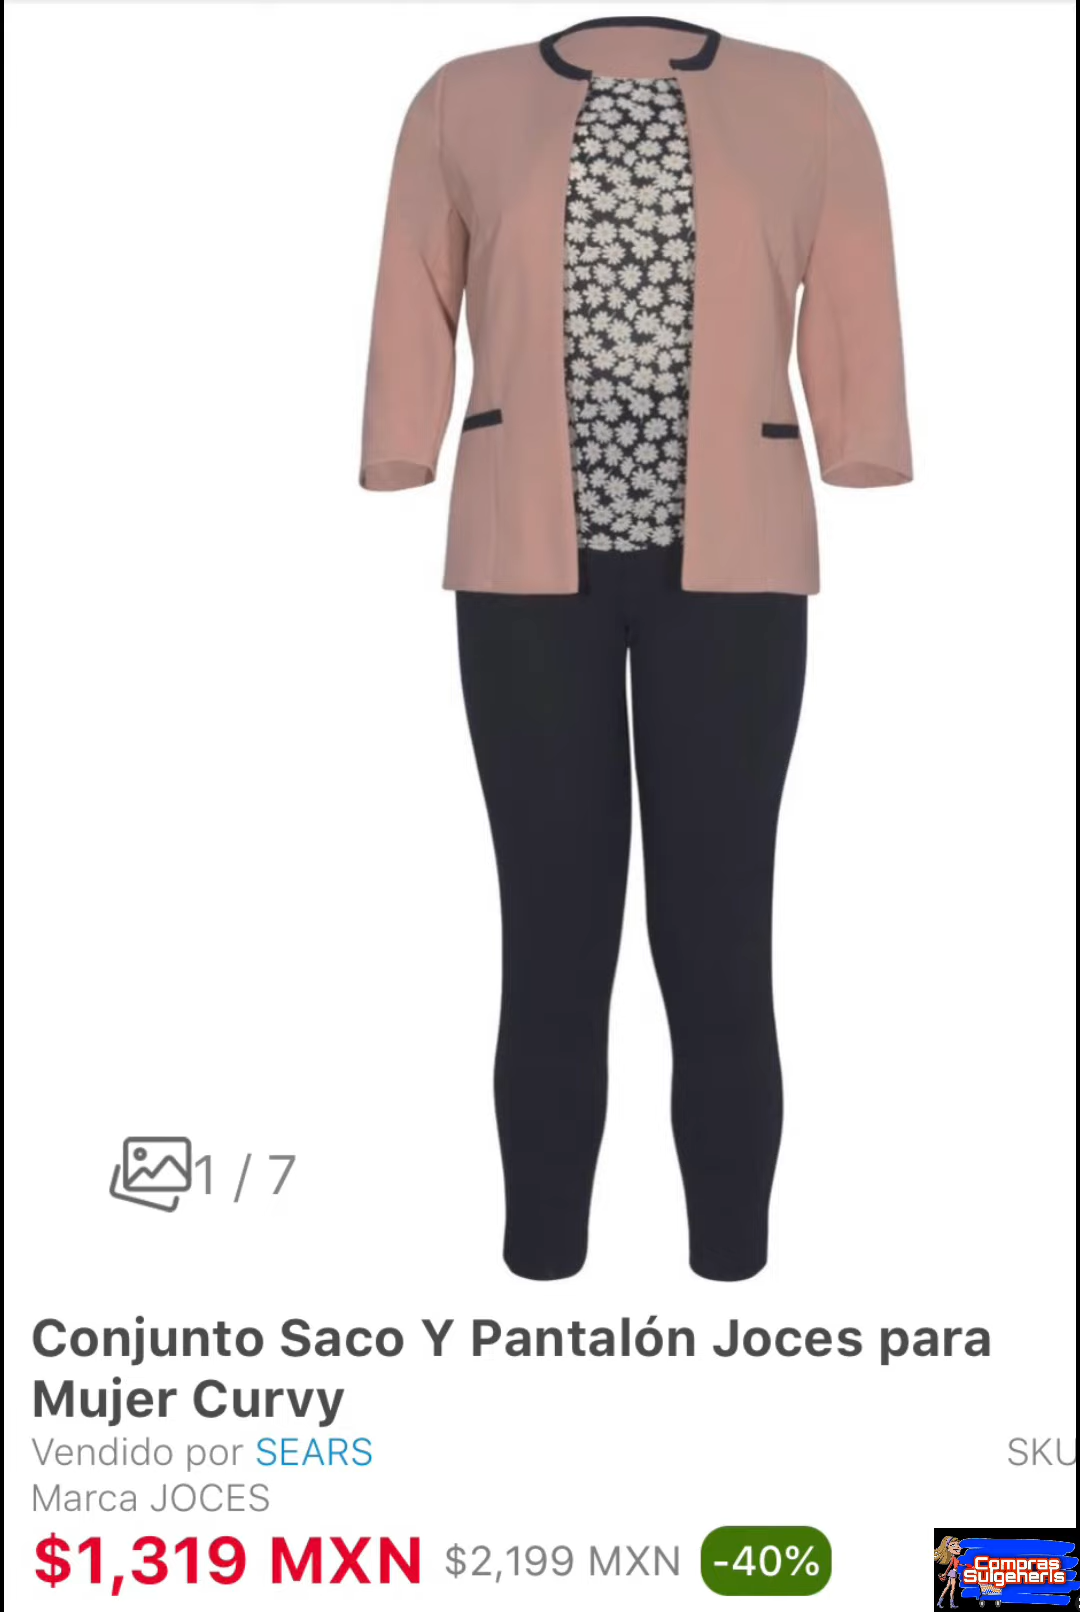 1 / 7
Conjunto Saco Y Pantalón Joces para
Mujer Curvy
Vendido por SEARS
SKU
Marca JOCES
$1,319 MXN $2,199 MXN -40%
Compras
Sulgeheris